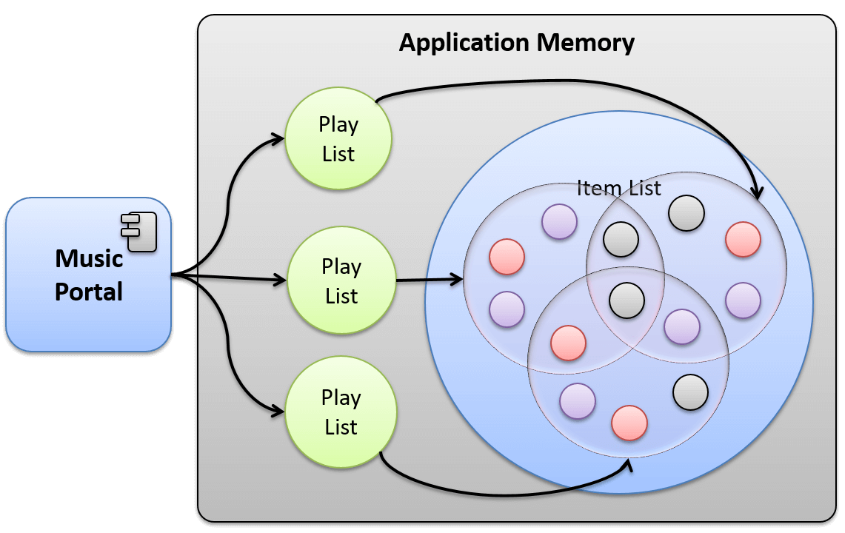 Application Memory
Play
List
Item List
Music
Portal
Play
List
Play
List